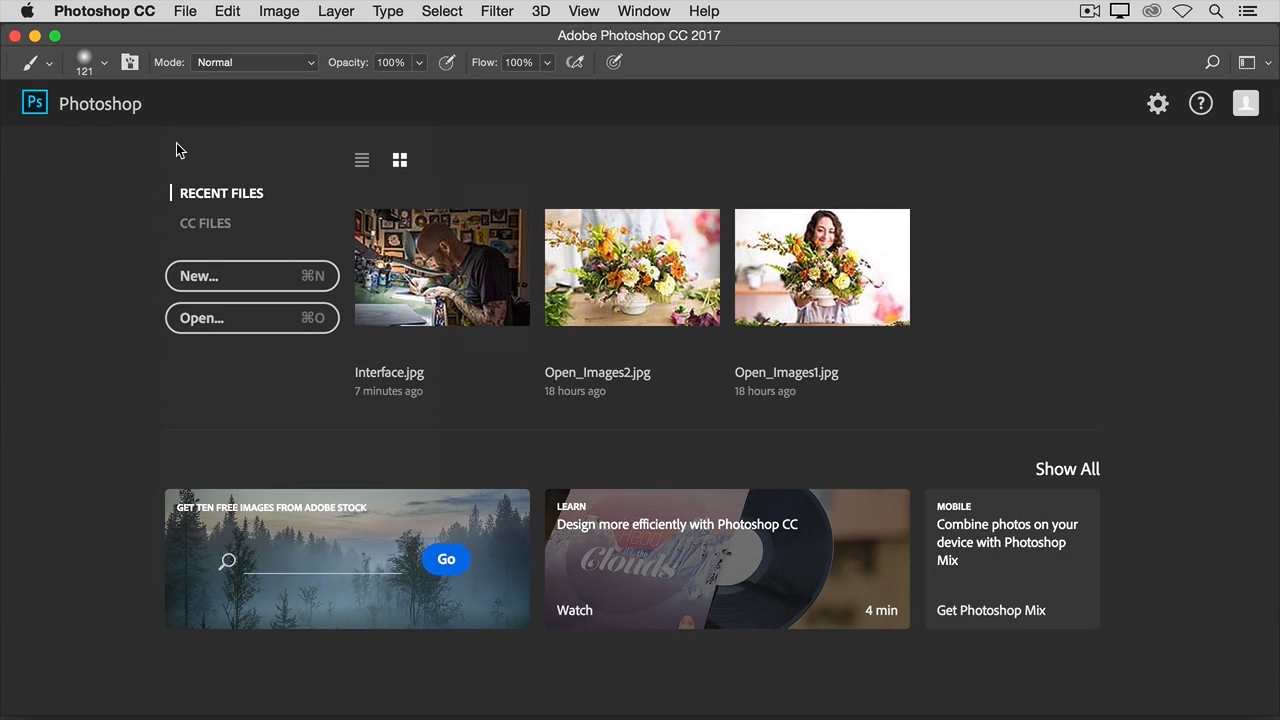 Photoshop CC File Edit Image Layer Type Select Filter 3D View Window Help
Adobe Photoshop CC 2017
121 Mode: Normal Opacity: 100% Flow: 100%
Ps Photoshop
RECENT FILES
CC FILES
New... ⌘N
Open... ⌘O
Interface.jpg
7 minutes ago
Open_Images2.jpg
18 hours ago
Open_Images1.jpg
18 hours ago
Show All
GET TEN FREE IMAGES FROM ADOBE STOCK
Go
LEARN
Design more efficiently with Photoshop CC
Head
in the
Clouds
Watch 4 min
MOBILE
Combine photos on your
device with Photoshop
Mix
Get Photoshop Mix